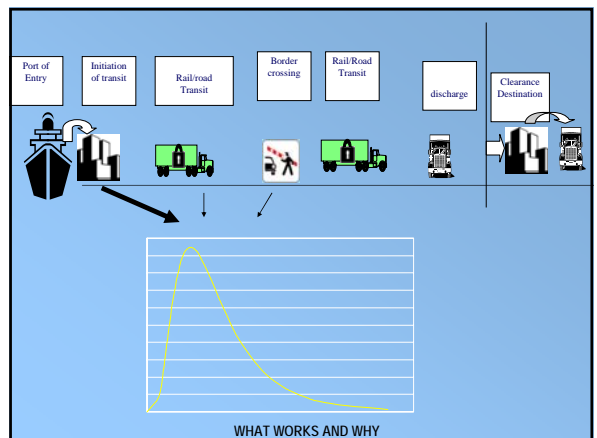 Port of
Entry
Initiation
of transit
Rail/road
Transit
Border
crossing
Rail/Road
Transit
discharge
Clearance
Destination
WHAT WORKS AND WHY